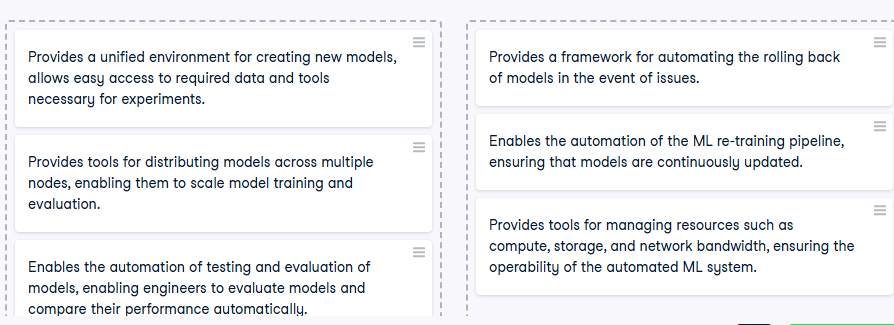 Provides a unified environment for creating new models,
allows easy access to required data and tools
necessary for experiments.
Provides tools for distributing models across multiple
nodes, enabling them to scale model training and
evaluation.
Enables the automation of testing and evaluation of
models, enabling engineers to evaluate models and
compare their performance automatically.
Provides a framework for automating the rolling back
of models in the event of issues.
Enables the automation of the ML re-training pipeline,
ensuring that models are continuously updated.
Provides tools for managing resources such as
compute, storage, and network bandwidth, ensuring the
operability of the automated ML system.